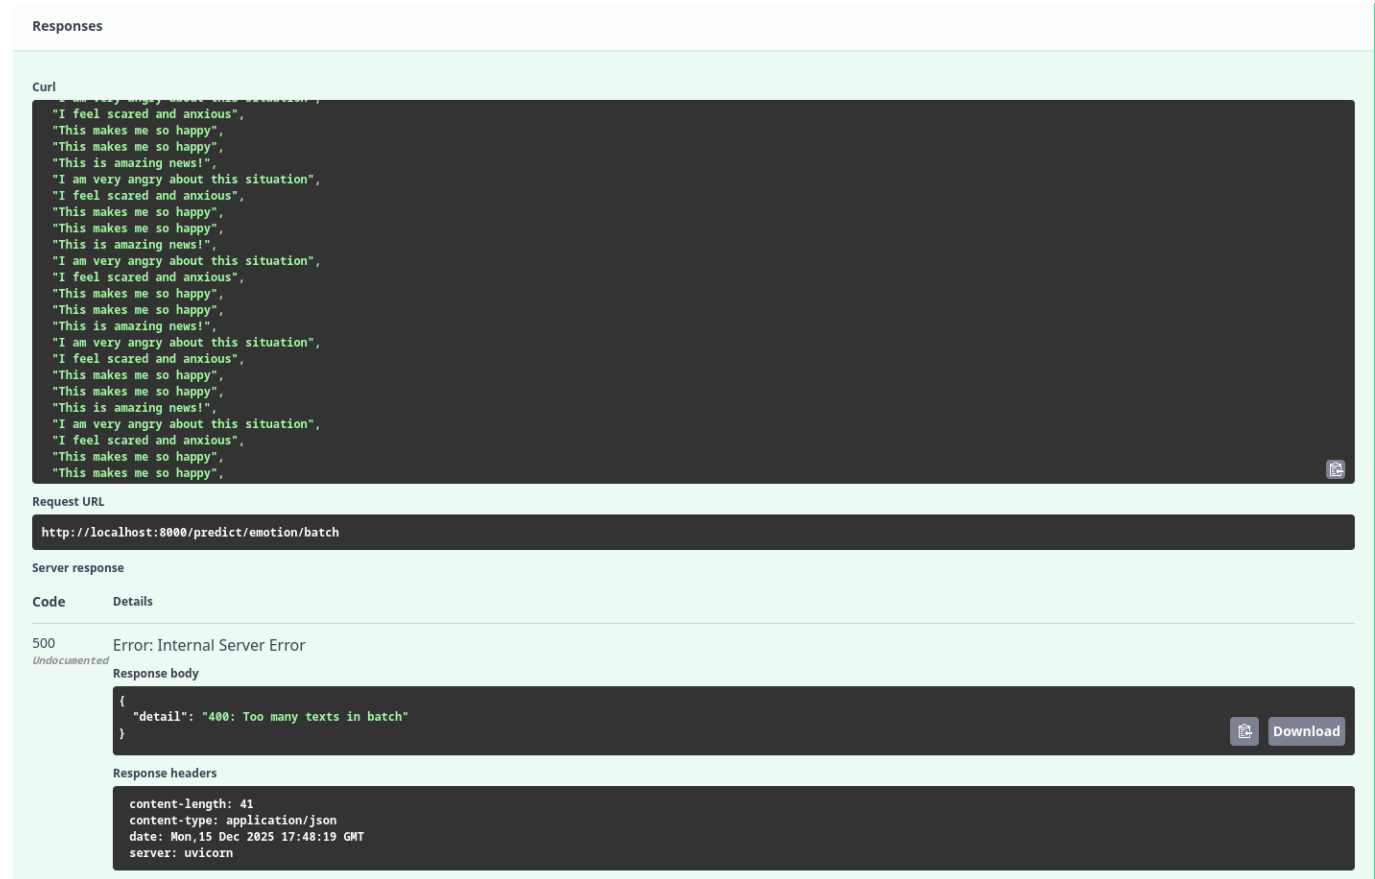 Responses
Curl
"I am very angry about this situation",
"I feel scared and anxious",
"This makes me so happy",
"This makes me so happy",
"This is amazing news!",
"I am very angry about this situation",
"I feel scared and anxious",
"This makes me so happy",
"This makes me so happy",
"This is amazing news!",
"I am very angry about this situation",
"I feel scared and anxious",
"This makes me so happy",
"This makes me so happy",
"This is amazing news!",
"I am very angry about this situation",
"I feel scared and anxious",
"This makes me so happy",
"This makes me so happy",
"This is amazing news!",
"I am very angry about this situation",
"I feel scared and anxious",
"This makes me so happy",
"This makes me so happy",
Request URL
http://localhost:8000/predict/emotion/batch
Server response
Code Details
500 Error: Internal Server Error
Undocumented
Response body
{
"detail": "400: Too many texts in batch"
}
Download
Response headers
content-length: 41
content-type: application/json
date: Mon,15 Dec 2025 17:48:19 GMT
server: uvicorn